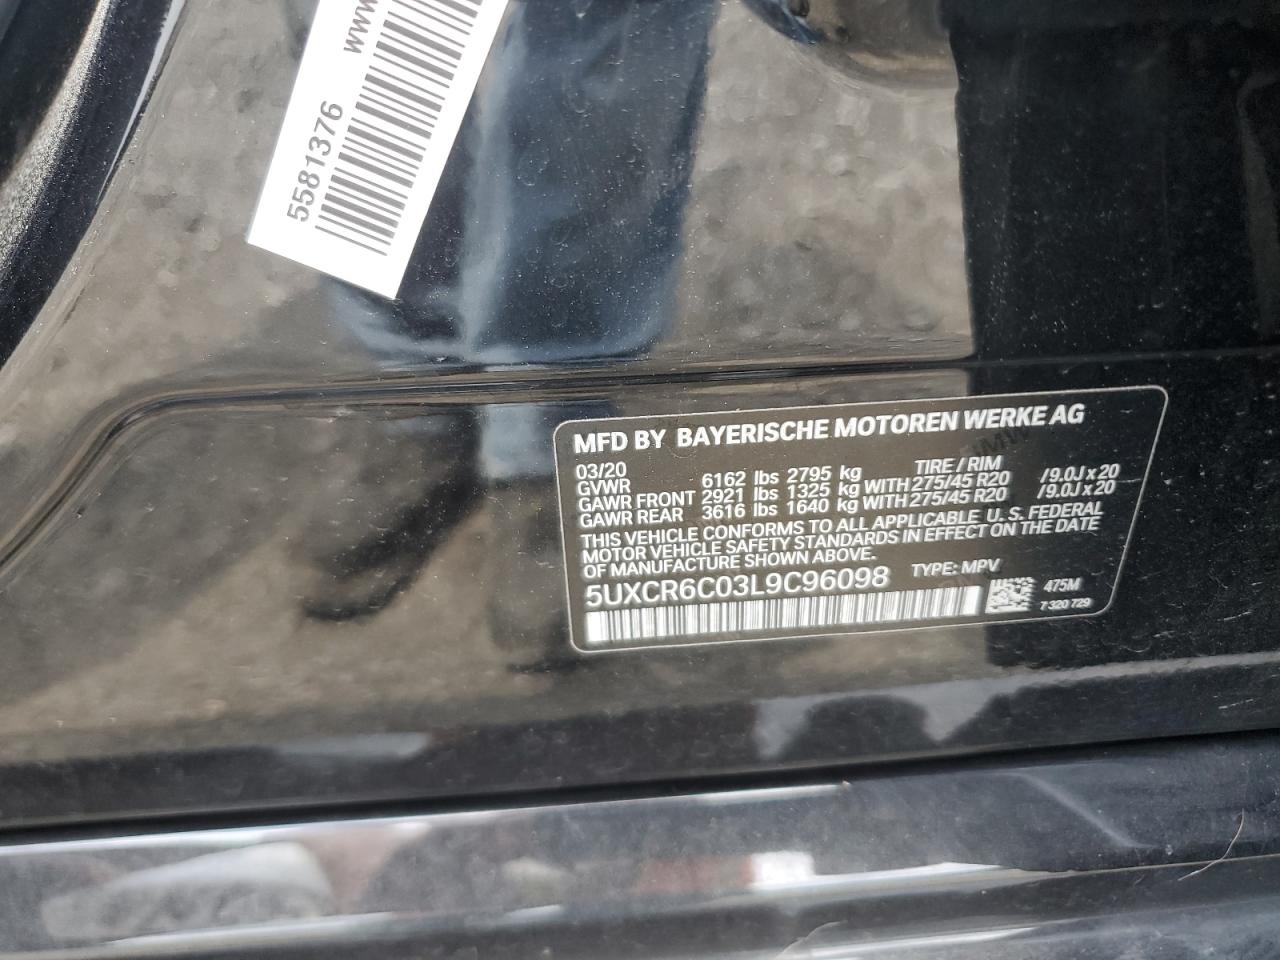 www
5581376
MFD BY BAYERISCHE MOTOREN WERKE AG
03/20 TIRE / RIM
GVWR 6162 lbs 2795 kg
GAWR FRONT 2921 lbs 1325 kg WITH 275/45 R20 /9.0J x 20
GAWR REAR 3616 lbs 1640 kg WITH 275/45 R20 /9.0J x 20
THIS VEHICLE CONFORMS TO ALL APPLICABLE U. S. FEDERAL
MOTOR VEHICLE SAFETY STANDARDS IN EFFECT ON THE DATE
OF MANUFACTURE SHOWN ABOVE.
5UXCR6C03L9C96098 TYPE: MPV
475M
7 320 729